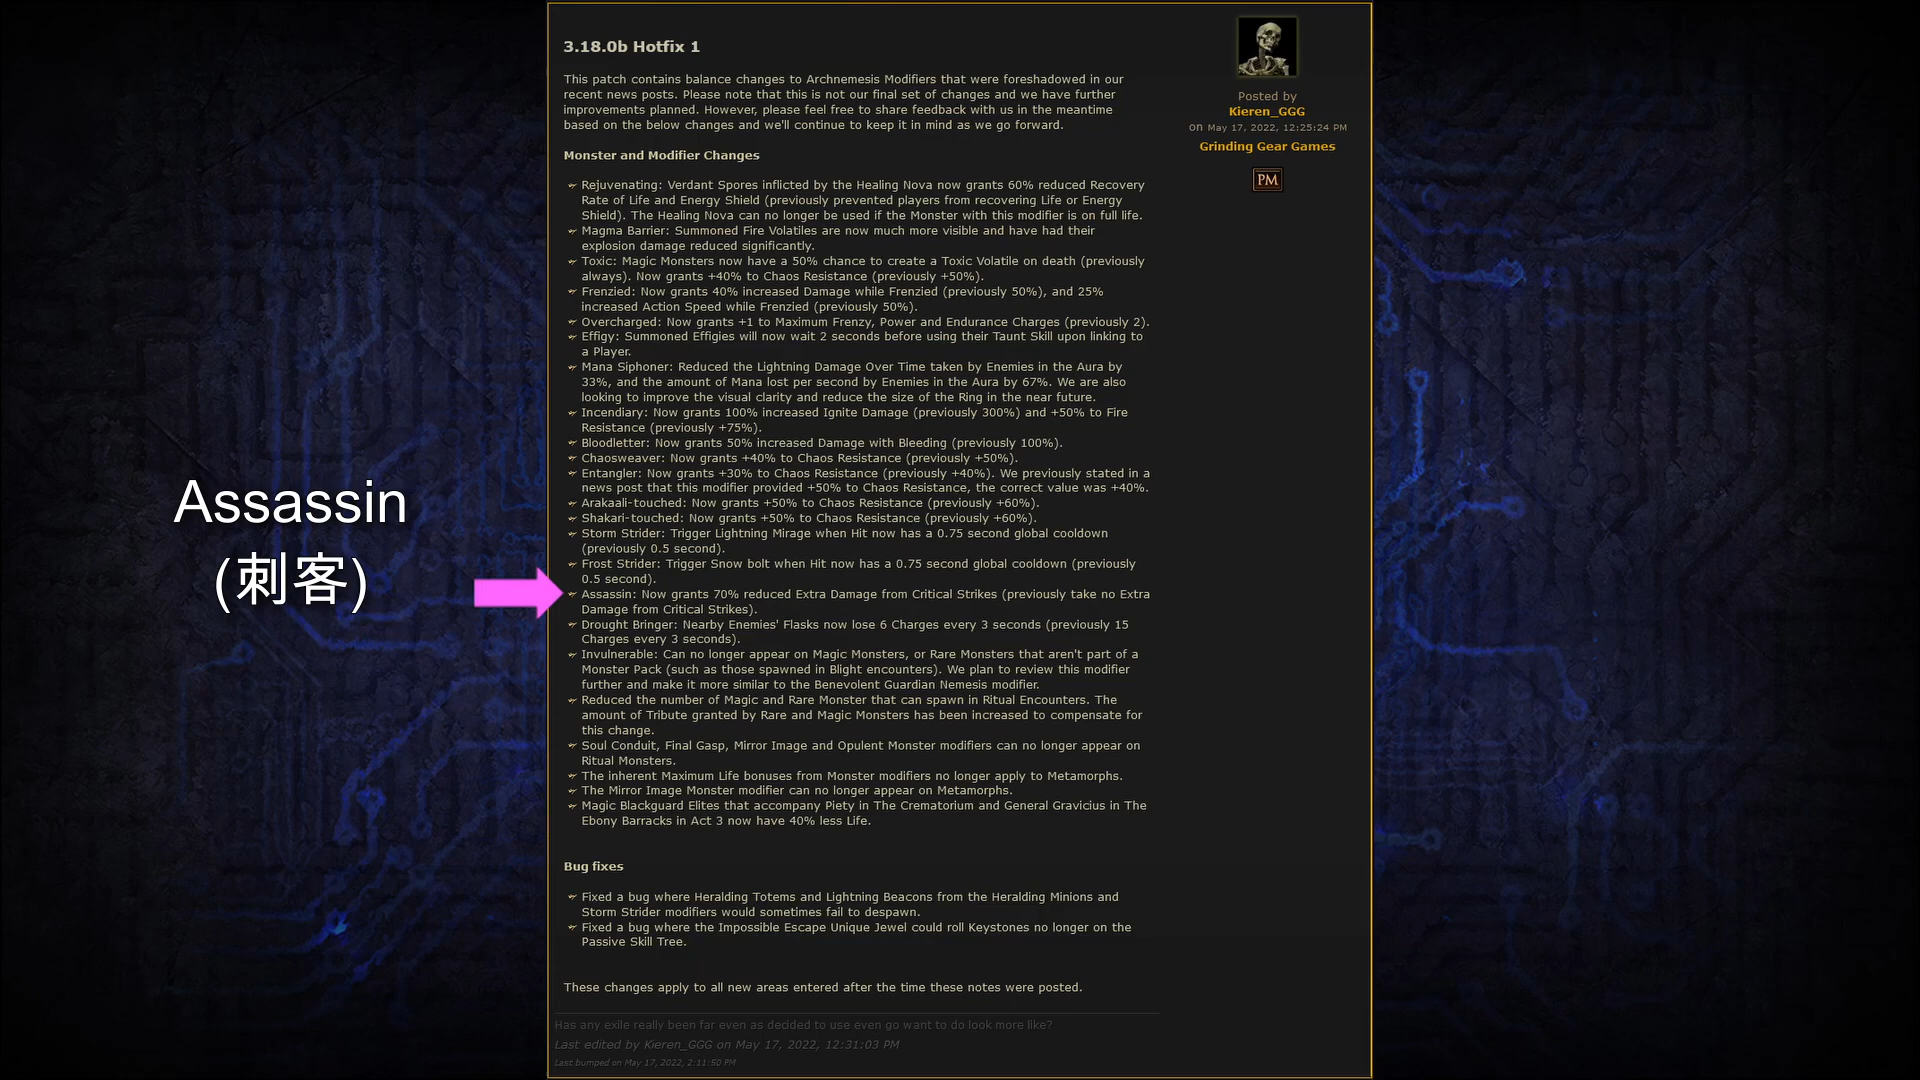 3.18.0b Hotfix 1
This patch contains balance changes to Archnemesis Modifiers that were foreshadowed in our
recent news posts. Please note that this is not our final set of changes and we have further
improvements planned. However, please feel free to share feedback with us in the meantime
based on the below changes and we'll continue to keep it in mind as we go forward.
Monster and Modifier Changes
Rejuvenating: Verdant Spores inflicted by the Healing Nova now grants 60% reduced Recovery
Rate of Life and Energy Shield (previously prevented players from recovering Life or Energy
Shield). The Healing Nova can no longer be used if the Monster with this modifier is on full life.
Magma Barrier: Summoned Fire Volatiles are now much more visible and have had their
explosion damage reduced significantly.
Toxic: Magic Monsters now have a 50% chance to create a Toxic Volatile on death (previously
always). Now grants +40% to Chaos Resistance (previously +50%).
Frenzied: Now grants 40% increased Damage while Frenzied (previously 50%), and 25%
increased Action Speed while Frenzied (previously 50%).
Overcharged: Now grants +1 to Maximum Frenzy, Power and Endurance Charges (previously 2).
Effigy: Summoned Effigies will now wait 2 seconds before using their Taunt Skill upon linking to
a Player.
Mana Siphoner: Reduced the Lightning Damage Over Time taken by Enemies in the Aura by
33%, and the amount of Mana lost per second by Enemies in the Aura by 67%. We are also
looking to improve the visual clarity and reduce the size of the Ring in the near future.
Incendiary: Now grants 100% increased Ignite Damage (previously 300%) and +50% to Fire
Resistance (previously +75%).
Bloodletter: Now grants 50% increased Damage with Bleeding (previously 100%).
Chaosweaver: Now grants +40% to Chaos Resistance (previously +50%).
Entangler: Now grants +30% to Chaos Resistance (previously +40%). We previously stated in a
news post that this modifier provided +50% to Chaos Resistance, the correct value was +40%.
Arakaali-touched: Now grants +50% to Chaos Resistance (previously +60%).
Shakari-touched: Now grants +50% to Chaos Resistance (previously +60%).
Storm Strider: Trigger Lightning Mirage when Hit now has a 0.75 second global cooldown
(previously 0.5 second).
Frost Strider: Trigger Snow bolt when Hit now has a 0.75 second global cooldown (previously
0.5 second).
Assassin: Now grants 70% reduced Extra Damage from Critical Strikes (previously take no Extra
Damage from Critical Strikes).
Drought Bringer: Nearby Enemies' Flasks now lose 6 Charges every 3 seconds (previously 15
Charges every 3 seconds).
Invulnerable: Can no longer appear on Magic Monsters, or Rare Monsters that aren't part of a
Monster Pack (such as those spawned in Blight encounters). We plan to review this modifier
further and make it more similar to the Benevolent Guardian Nemesis modifier.
Reduced the number of Magic and Rare Monster that can spawn in Ritual Encounters. The
amount of Tribute granted by Rare and Magic Monsters has been increased to compensate for
this change.
Soul Conduit, Final Gasp, Mirror Image and Opulent Monster modifiers can no longer appear on
Ritual Monsters.
The inherent Maximum Life bonuses from Monster modifiers no longer apply to Metamorphs.
The Mirror Image Monster modifier can no longer appear on Metamorphs.
Magic Blackguard Elites that accompany Piety in The Crematorium and General Gravicius in The
Ebony Barracks in Act 3 now have 40% less Life.
Bug fixes
Fixed a bug where Heralding Totems and Lightning Beacons from the Heralding Minions and
Storm Strider modifiers would sometimes fail to despawn.
Fixed a bug where the Impossible Escape Unique Jewel could roll Keystones no longer on the
Passive Skill Tree.
These changes apply to all new areas entered after the time these notes were posted.
Has any exile really been far even as decided to use even go want to do look more like?
Last edited by Kieren_GGG on May 17, 2022, 12:31:03 PM
Last bumped on May 17, 2022, 2:11:50 PM
Posted by
Kieren_GGG
on May 17, 2022, 12:25:24 PM
Grinding Gear Games
PM
Assassin
(刺客)